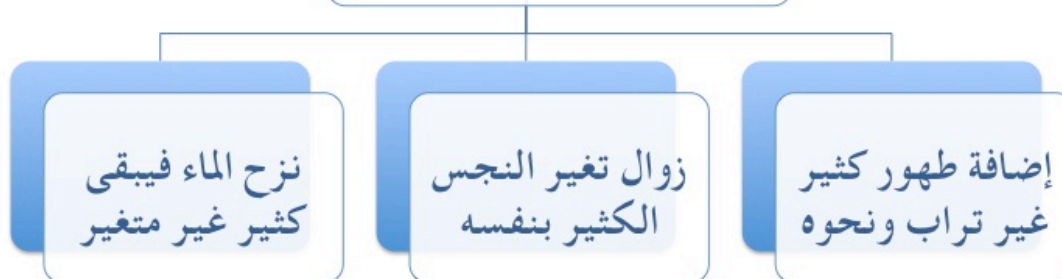 إضافة طهور كثير
غير تراب ونحوه
زوال تغير النجس
الكثير بنفسه
نزح الماء فيبقى
كثير غير متغير